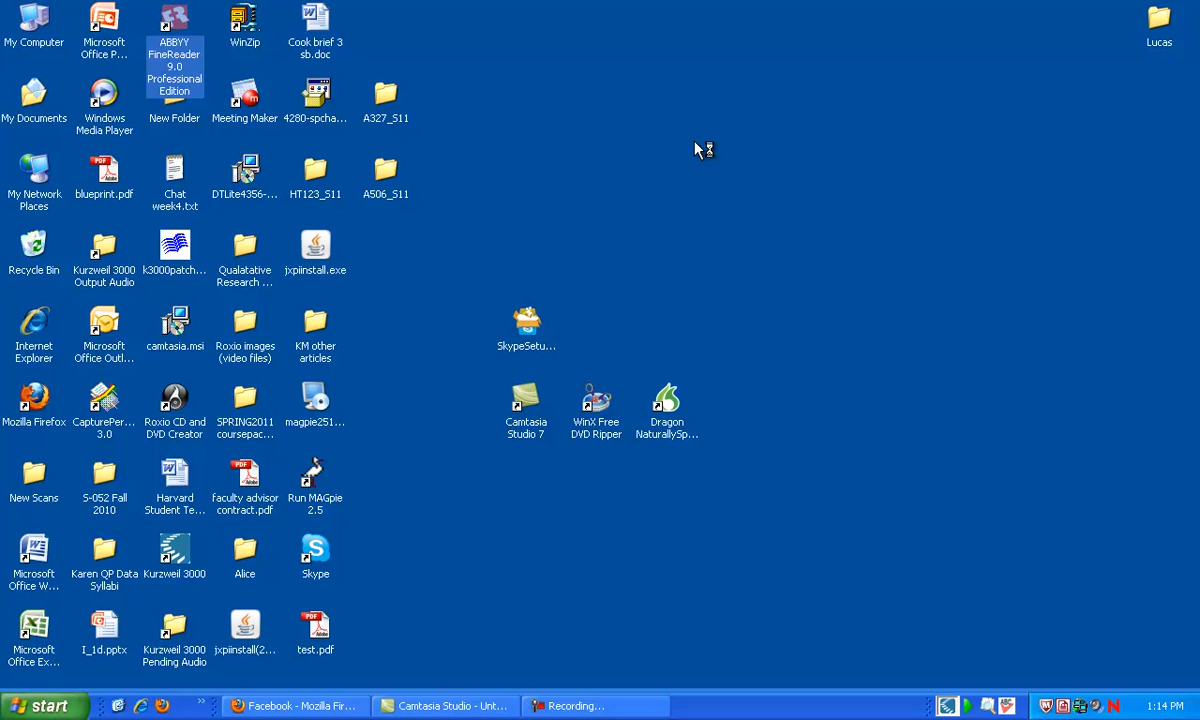 My Computer
Microsoft
Office P...
ABBYY
FineReader
9.0
Professional
Edition
WinZip
Cook brief 3
sb.doc
Lucas
My Documents
Windows
Media Player
New Folder
Meeting Maker
4280-spcha...
A327_S11
My Network
Places
blueprint.pdf
Chat
week4.txt
DTLite4356-...
HT123_S11
A506_S11
Recycle Bin
Kurzweil 3000
Output Audio
k3000patch...
Qualatative
Research ...
jxpiinstall.exe
Internet
Explorer
Microsoft
Office Outl...
camtasia.msi
Roxio images
(video files)
KM other
articles
SkypeSetu...
Mozilla Firefox
CapturePer...
3.0
Roxio CD and
DVD Creator
SPRING2011
coursepac...
magpie251...
Camtasia
Studio 7
WinX Free
DVD Ripper
Dragon
NaturallySp...
New Scans
S-052 Fall
2010
Harvard
Student Te...
faculty advisor
contract.pdf
Run MAGpie
2.5
Microsoft
Office W...
Karen QP Data
Syllabi
Kurzweil 3000
Alice
Skype
Microsoft
Office Ex...
I_1d.pptx
Kurzweil 3000
Pending Audio
jxpiinstall(2...
test.pdf
start
Facebook - Mozilla Fir...
Camtasia Studio - Unt...
Recording...
1:14 PM